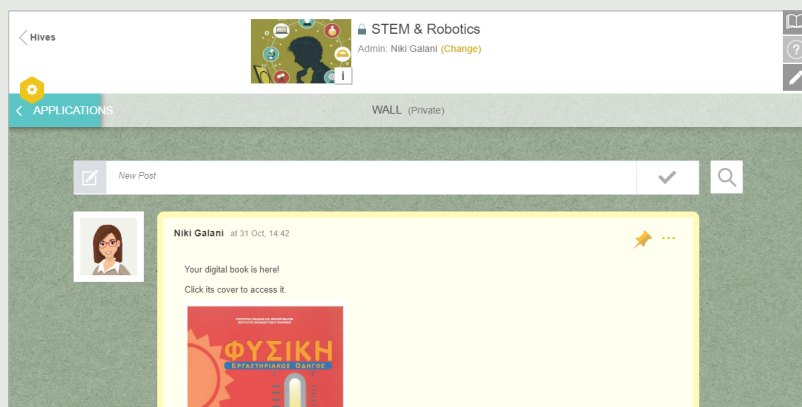 Hives
STEM & Robotics
Admin: Niki Galani (Change)
i
?
APPLICATIONS
WALL (Private)
New Post
Niki Galani at 31 Oct, 14:42
Your digital book is here!
Click its cover to access it.
ΦΥΣΙΚΗ
ΕΡΓΑΣΤΗΡΙΑΚΟΣ ΟΔΗΓΟΣ